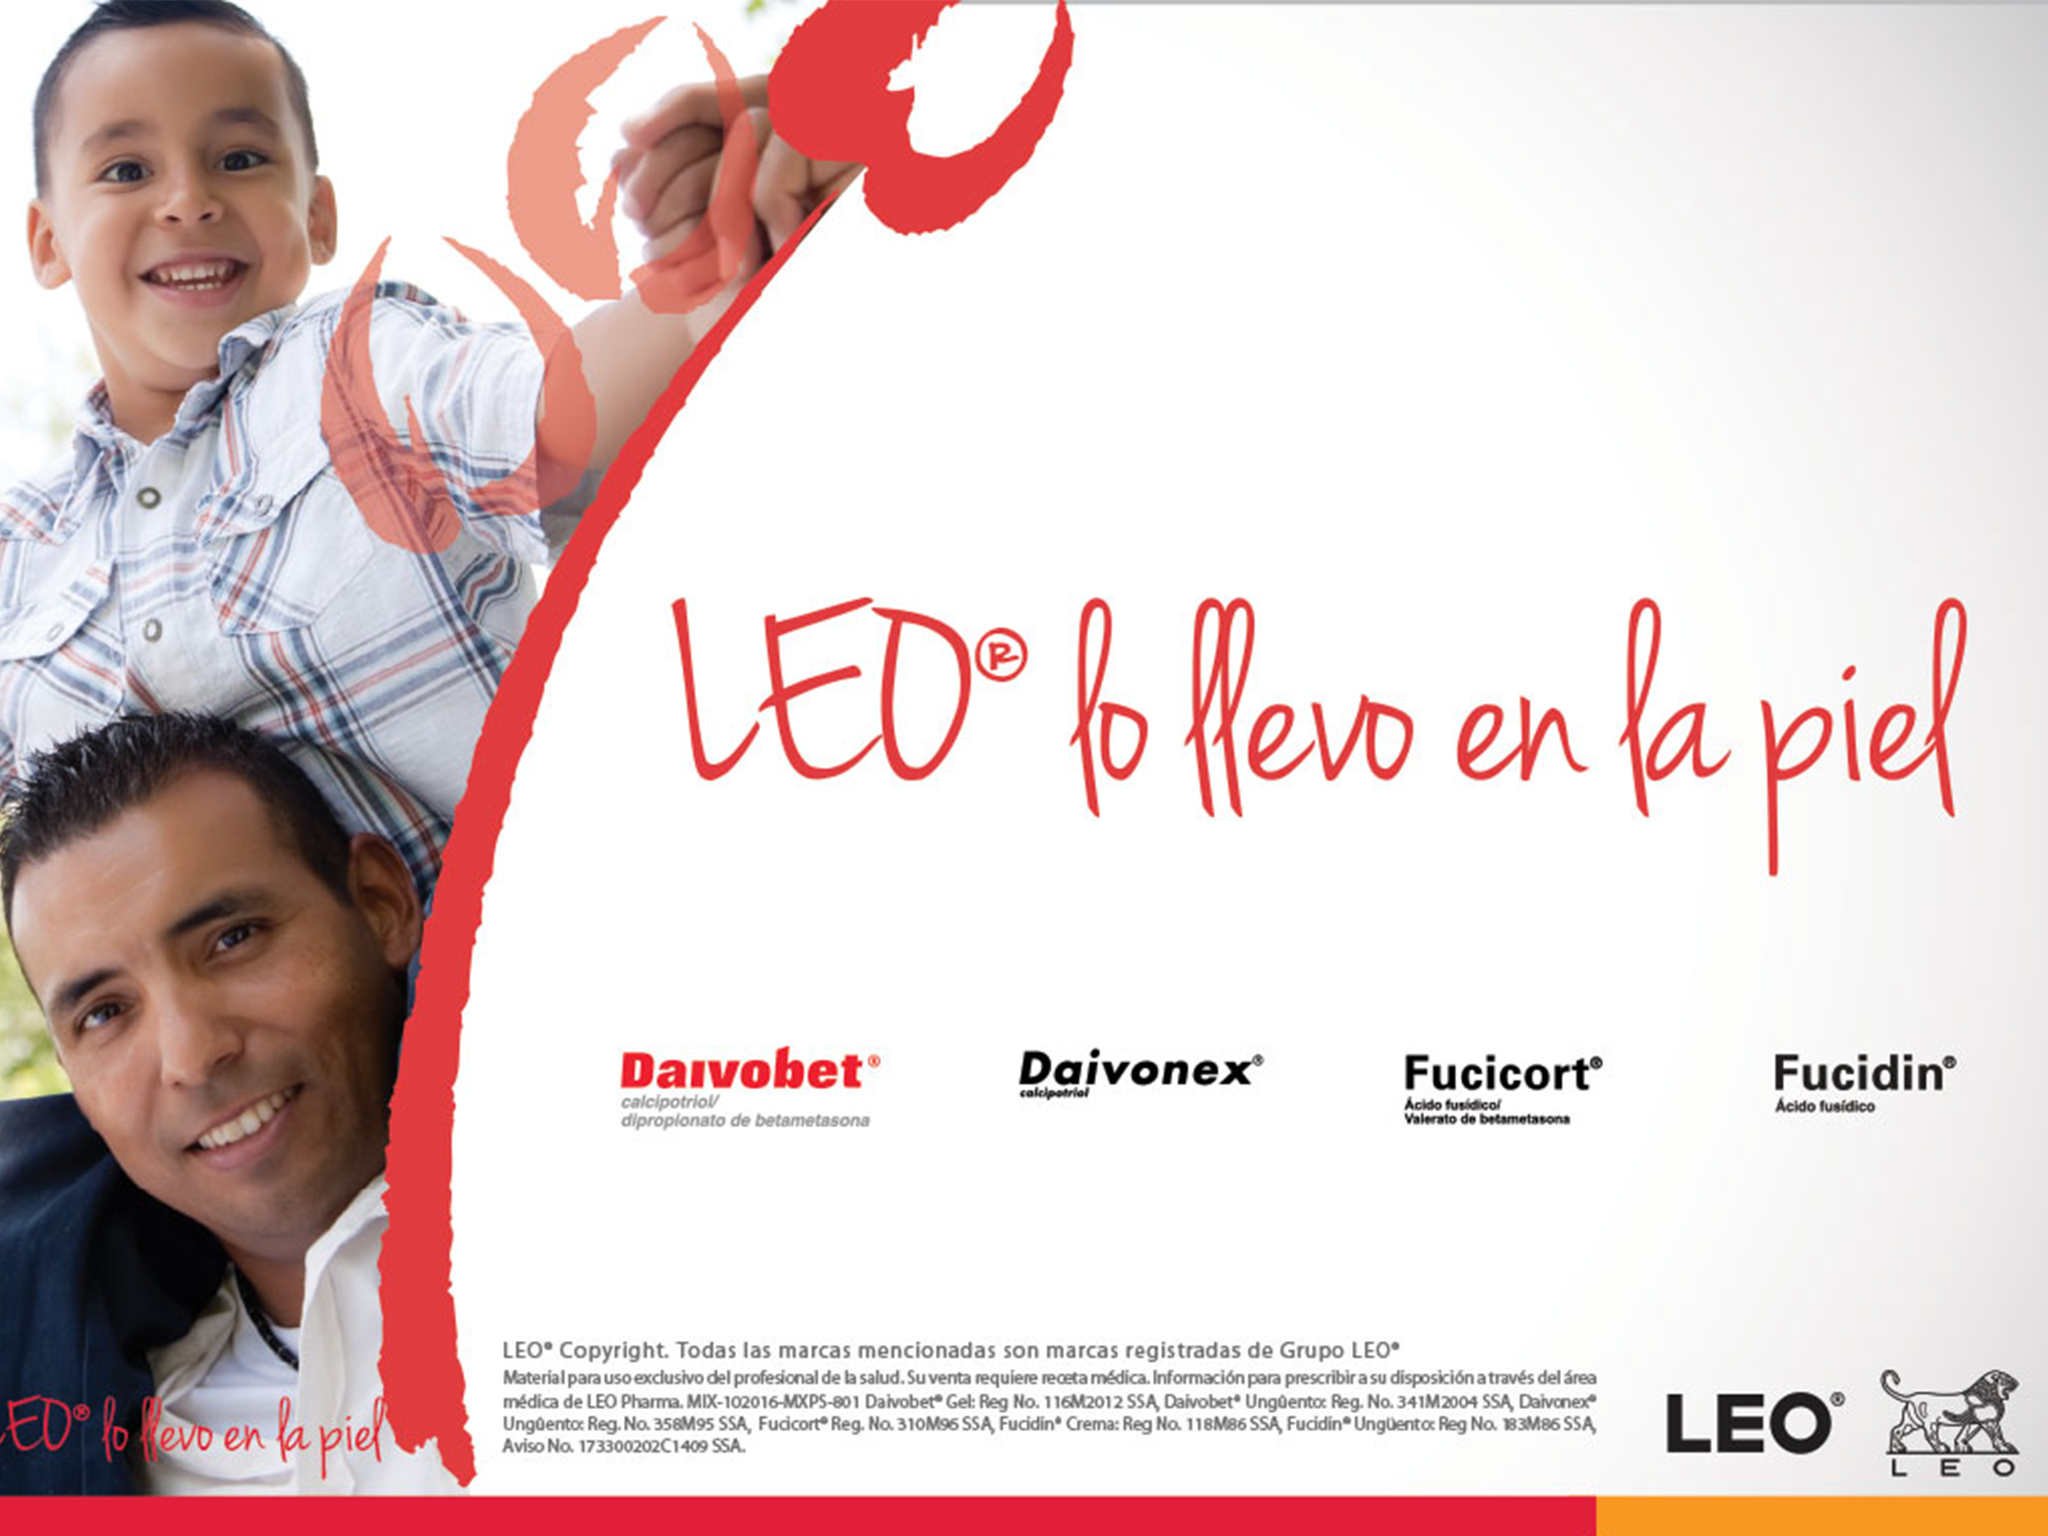 LEO® lo llevo en la piel
Daivobet®
calcipotriol/
dipropionato de betametasona
Daivonex®
calcipotriol
Fucicort®
Ácido fusídico/
Valerato de betametasona
Fucidin®
Ácido fusídico
LEO® Copyright. Todas las marcas mencionadas son marcas registradas de Grupo LEO®
Material para uso exclusivo del profesional de la salud. Su venta requiere receta médica. Información para prescribir a su disposición a través del área
médica de LEO Pharma. MIX-102016-MXPS-801 Daivobet® Gel: Reg No. 116M2012 SSA, Daivobet® Ungüento: Reg. No. 341M2004 SSA, Daivonex®
Ungüento: Reg. No. 358M95 SSA, Fucicort® Reg. No. 310M96 SSA, Fucidin® Crema: Reg No. 118M86 SSA, Fucidin® Ungüento: Reg No. 183M86 SSA,
Aviso No. 173300202C1409 SSA.
LEO® lo llevo en la piel
LEO®
LEO